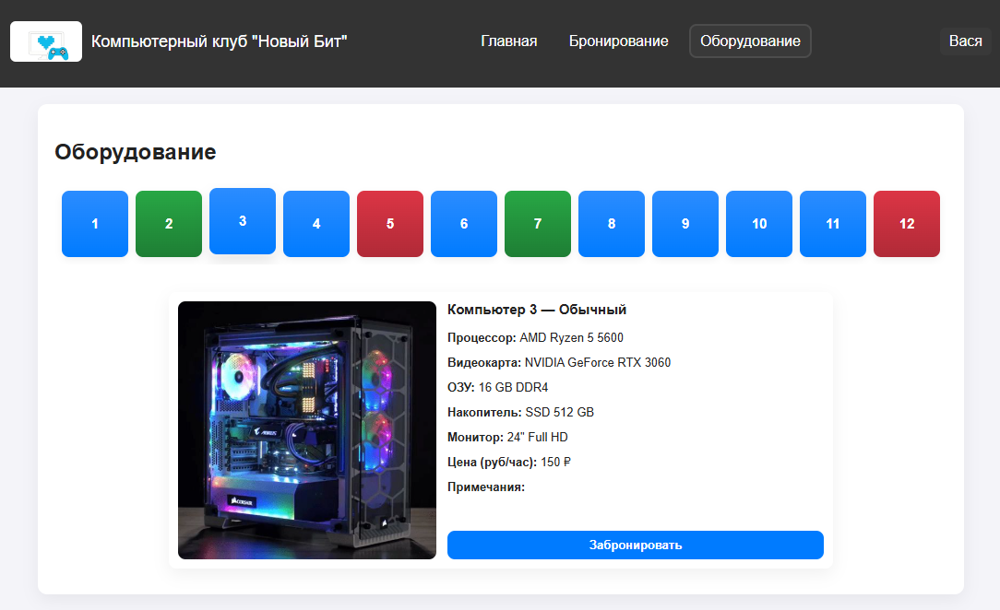 Компьютерный клуб "Новый Бит"
Главная
Бронирование
Оборудование
Вася
Оборудование
1 2 3 4 5 6 7 8 9 10 11 12
Компьютер 3 — Обычный
Процессор: AMD Ryzen 5 5600
Видеокарта: NVIDIA GeForce RTX 3060
ОЗУ: 16 GB DDR4
Накопитель: SSD 512 GB
Монитор: 24" Full HD
Цена (руб/час): 150 ₽
Примечания:
AORUS
CORSAIR
Забронировать